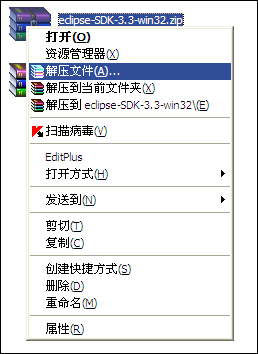 eclipse-SDK-3.3-win32.zip
打开(O)
资源管理器(X)
解压文件(A)...
解压到当前文件夹(X)
解压到 eclipse-SDK-3.3-win32\(E)
扫描病毒(V)
EditPlus
打开方式(H)
发送到(N)
剪切(T)
复制(C)
创建快捷方式(S)
删除(D)
重命名(M)
属性(R)